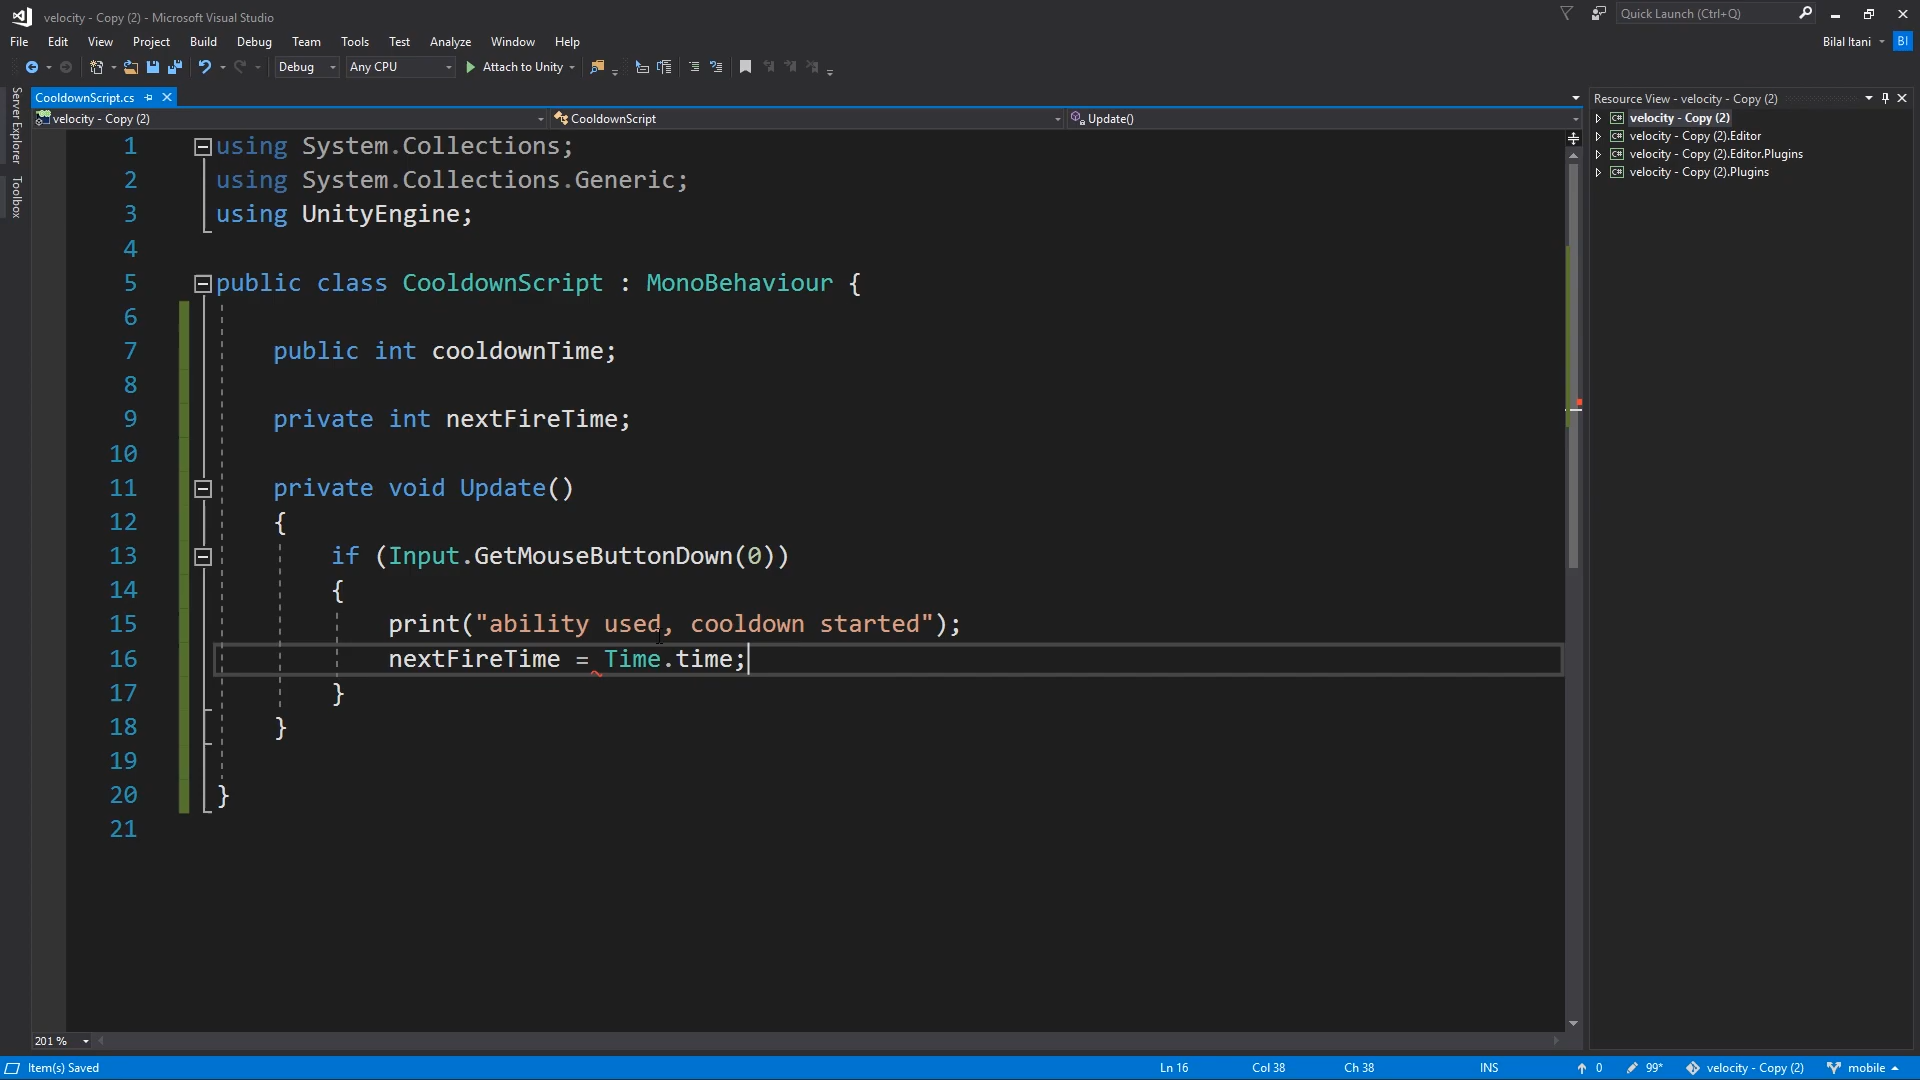 velocity - Copy (2) - Microsoft Visual Studio
Quick Launch (Ctrl+Q)
File Edit View Project Build Debug Team Tools Test Analyze Window Help
Bilal Itani BI
Debug Any CPU Attach to Unity
Server Explorer
Toolbox
CooldownScript.cs
velocity - Copy (2) CooldownScript Update()
1 using System.Collections;
2 using System.Collections.Generic;
3 using UnityEngine;
4
5 public class CooldownScript : MonoBehaviour {
6
7 public int cooldownTime;
8
9 private int nextFireTime;
10
11 private void Update()
12 {
13 if (Input.GetMouseButtonDown(0))
14 {
15 print("ability used, cooldown started");
16 nextFireTime = Time.time;
17 }
18 }
19
20 }
21
Resource View - velocity - Copy (2)
C# velocity - Copy (2)
C# velocity - Copy (2).Editor
C# velocity - Copy (2).Editor.Plugins
C# velocity - Copy (2).Plugins
201 %
Item(s) Saved Ln 16 Col 38 Ch 38 INS 0 99* velocity - Copy (2) mobile